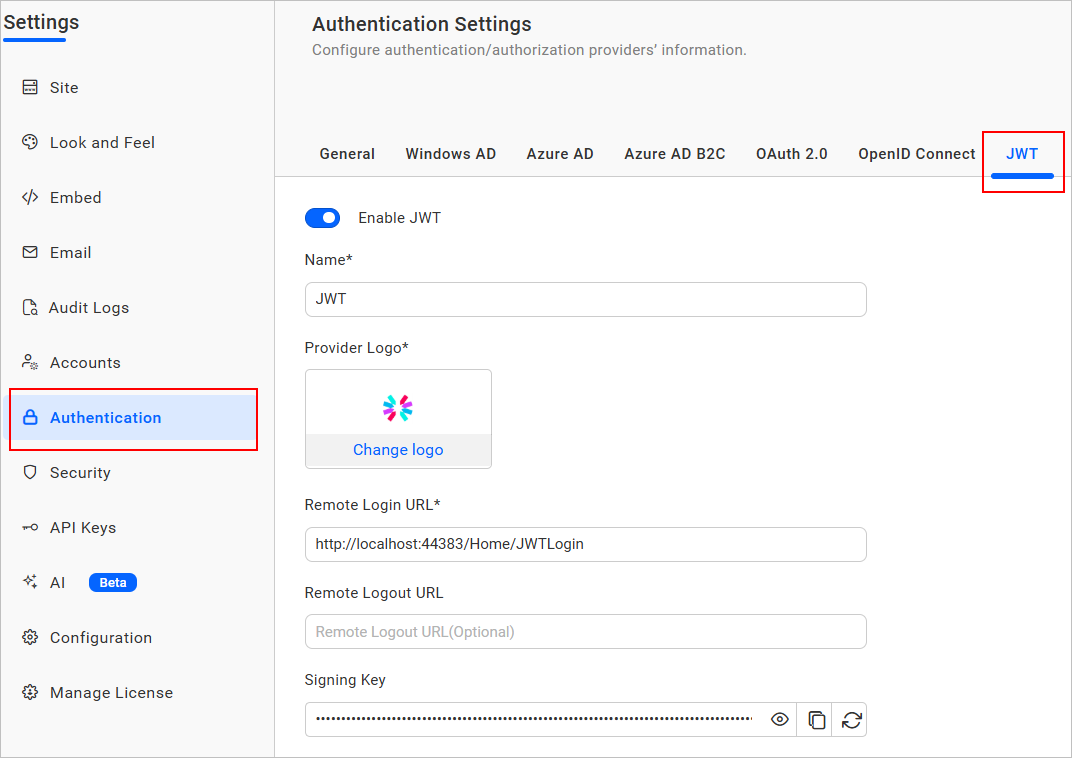 Settings
Site
Look and Feel
Embed
Email
Audit Logs
Accounts
Authentication
Security
API Keys
AI Beta
Configuration
Manage License
Authentication Settings
Configure authentication/authorization providers’ information.
General Windows AD Azure AD Azure AD B2C OAuth 2.0 OpenID Connect JWT
Enable JWT
Name*
JWT
Provider Logo*
Change logo
Remote Login URL*
http://localhost:44383/Home/JWTLogin
Remote Logout URL
Remote Logout URL(Optional)
Signing Key